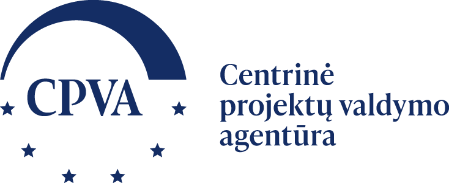 CPVA
Centrinė
projektų valdymo
agentūra